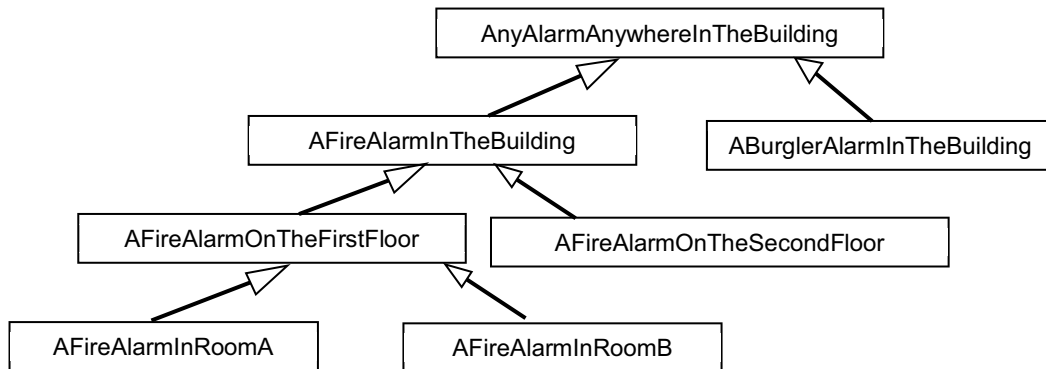 AnyAlarmAnywhereInTheBuilding
AFireAlarmInTheBuilding
ABurglerAlarmInTheBuilding
AFireAlarmOnTheFirstFloor
AFireAlarmOnTheSecondFloor
AFireAlarmInRoomA
AFireAlarmInRoomB